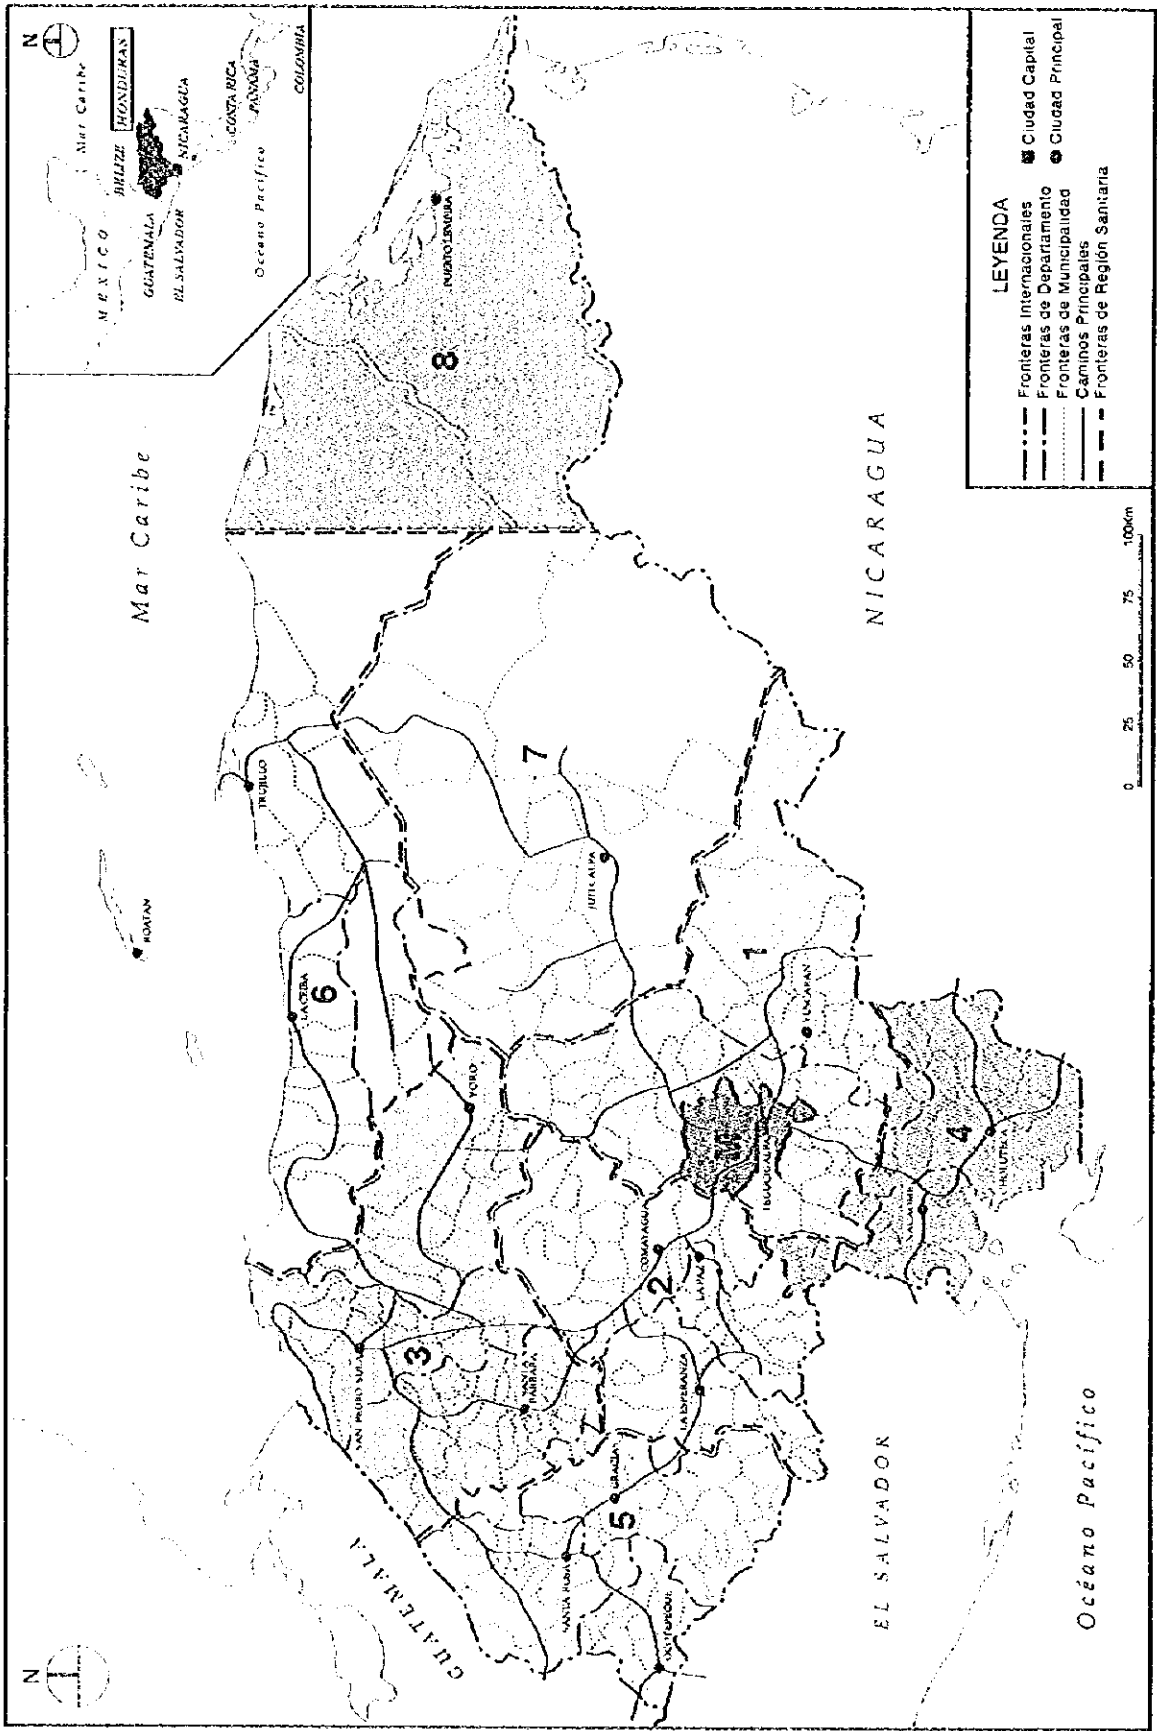 N
Mar Caribe
MEXICO
BELIZE
HONDURAS
GUATEMALA
EL SALVADOR
NICARAGUA
COSTA RICA
PANAMA
Oceano Pacífico
COLOMBIA
N
Mar Caribe
ROATAN
TRUJILLO
LA CEIBA
6
PUERTO LEMPIRA
8
GUATEMALA
SAN PEDRO SULA
3
SANTA BARBARA
YORO
7
JUTICALPA
SANTA ROSA
GRACIAS
5
OCOTEPEQUE
LA ESPERANZA
COMAYAGUA
2
LA PAZ
TEGUCIGALPA
1
YUSCARAN
NACAOME
4
CHOLUTECA
NICARAGUA
EL SALVADOR
Océano Pacífico
0 25 50 75 100Km
LEYENDA
Fronteras Internacionales
Fronteras de Departamento
Fronteras de Municipalidad
Caminos Principales
Fronteras de Región Sanitaria
Ciudad Capital
Ciudad Principal